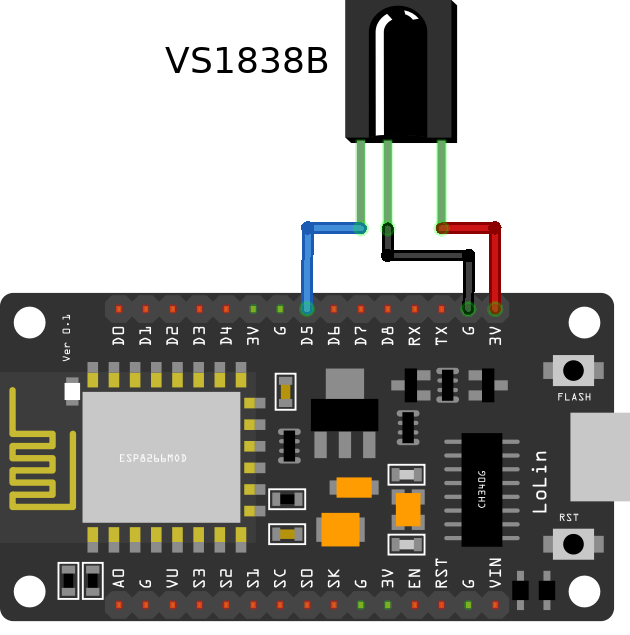 VS1838B
D0 D1 D2 D3 D4 3V G D5 D6 D7 D8 RX TX G 3V
Ver 0.1
FLASH
ESP8266MOD
CH340G
LoLin
RST
A0 G VU S3 S2 S1 SC S0 SK G 3V EN RST G VIN